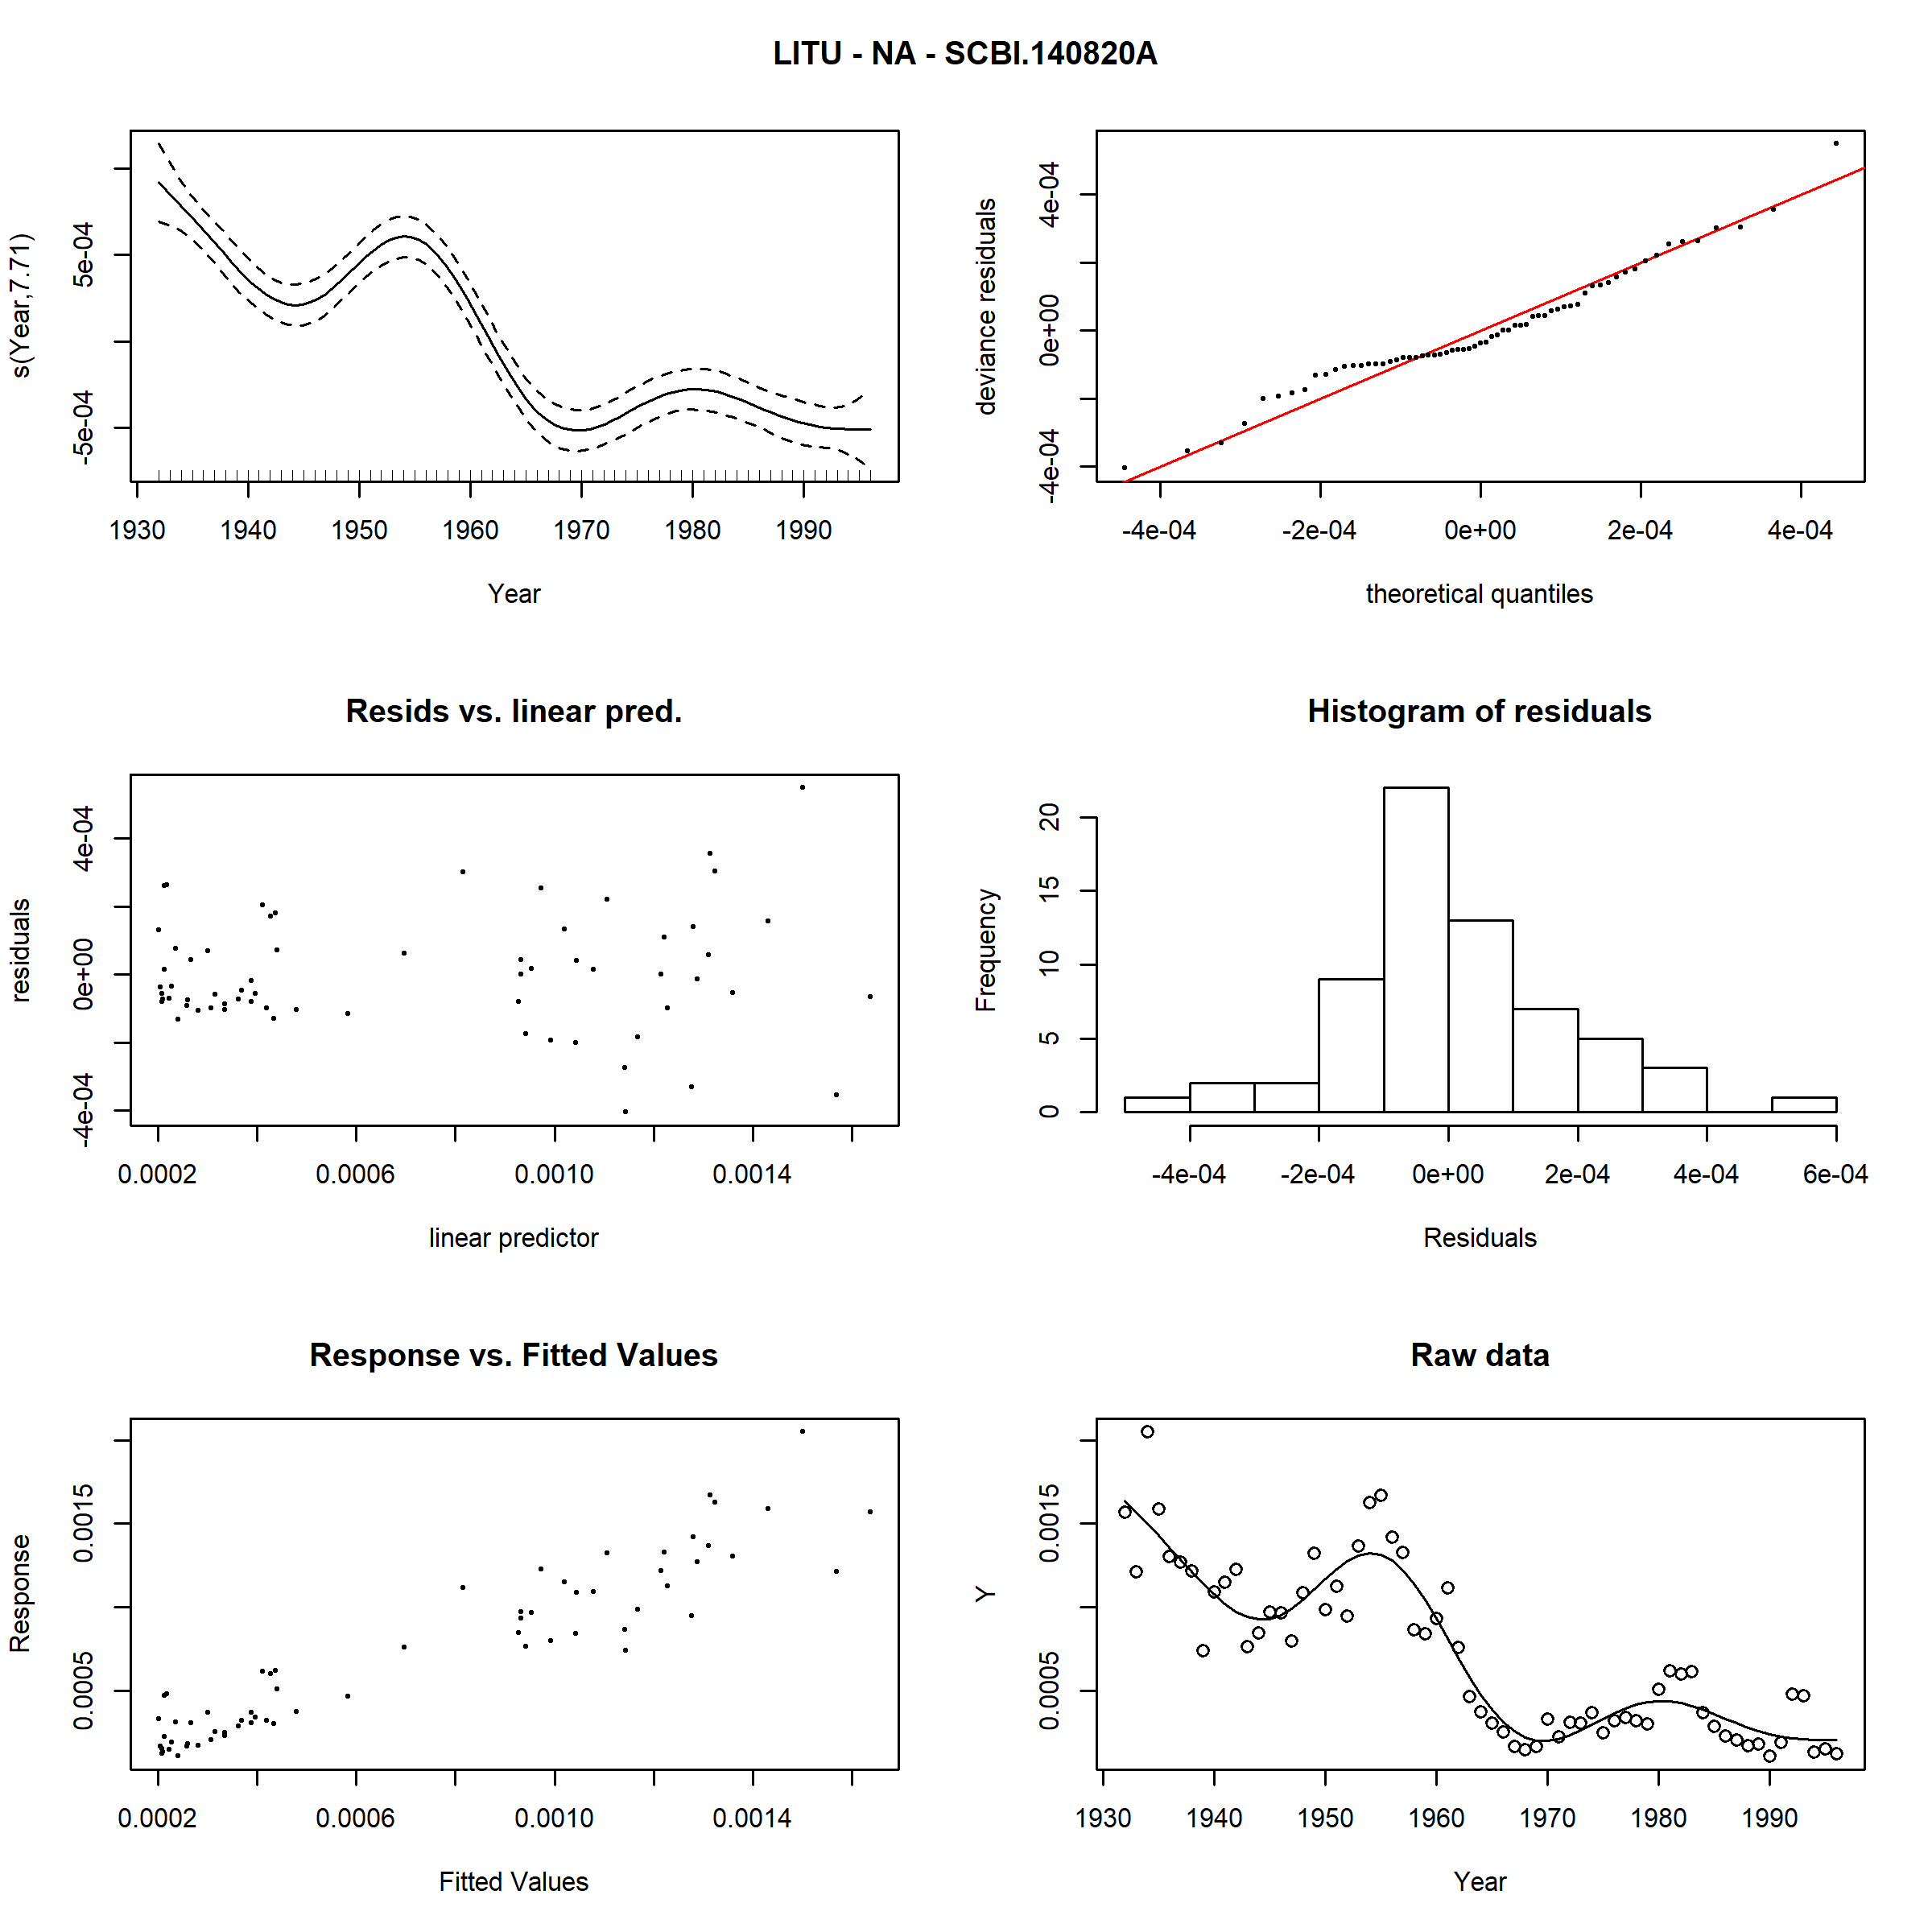 LITU - NA - SCBI.140820A
s(Year,7.71)
-5e-04 5e-04
1930 1940 1950 1960 1970 1980 1990
Year
deviance residuals
-4e-04 0e+00 4e-04
-4e-04 -2e-04 0e+00 2e-04 4e-04
theoretical quantiles
Resids vs. linear pred.
residuals
-4e-04 0e+00 4e-04
0.0002 0.0006 0.0010 0.0014
linear predictor
Histogram of residuals
Frequency
0 5 10 15 20
-4e-04 -2e-04 0e+00 2e-04 4e-04 6e-04
Residuals
Response vs. Fitted Values
Response
0.0005 0.0015
0.0002 0.0006 0.0010 0.0014
Fitted Values
Raw data
Y
0.0005 0.0015
1930 1940 1950 1960 1970 1980 1990
Year